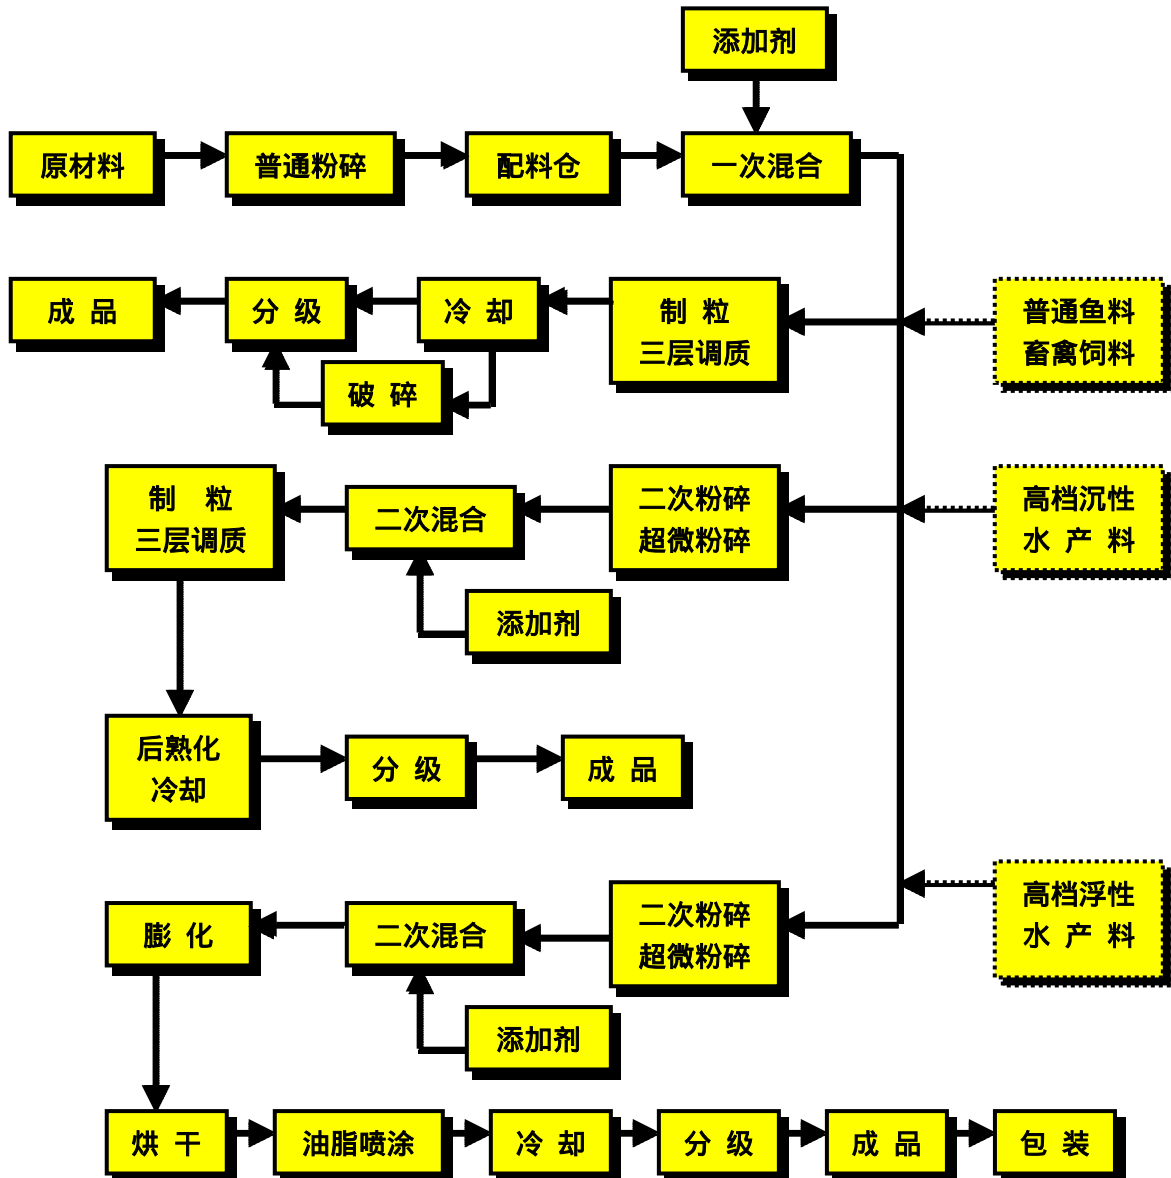 添加剂
原材料
普通粉碎
配料仓
一次混合
成 品
分 级
冷 却
制 粒
三层调质
普通鱼料
畜禽饲料
破 碎
制 粒
三层调质
二次混合
二次粉碎
超微粉碎
高档沉性
水 产 料
添加剂
后熟化
冷却
分 级
成 品
膨 化
二次混合
二次粉碎
超微粉碎
高档浮性
水 产 料
添加剂
烘 干
油脂喷涂
冷 却
分 级
成 品
包 装